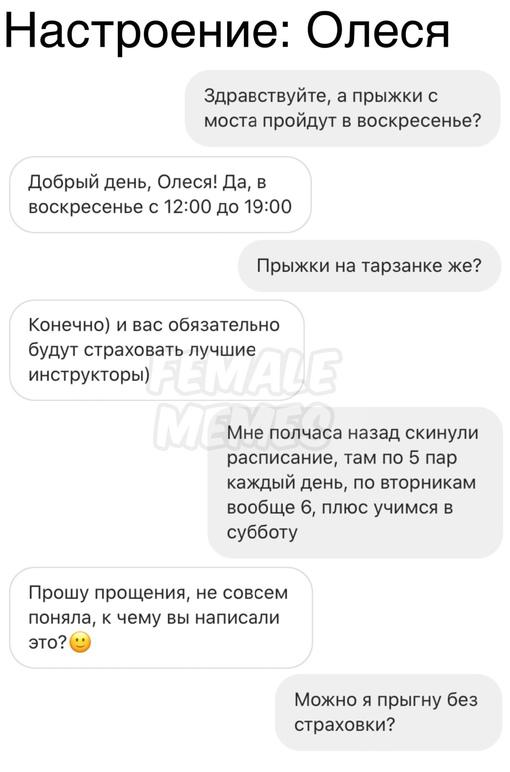 Настроение: Олеся
Здравствуйте, а прыжки с
моста пройдут в воскресенье?
Добрый день, Олеся! Да, в
воскресенье с 12:00 до 19:00
Прыжки на тарзанке же?
Конечно) и вас обязательно
будут страховать лучшие
инструкторы)
FEMALE
MEMES
Мне полчаса назад скинули
расписание, там по 5 пар
каждый день, по вторникам
вообще 6, плюс учимся в
субботу
Прошу прощения, не совсем
поняла, к чему вы написали
это?🙂
Можно я прыгну без
страховки?